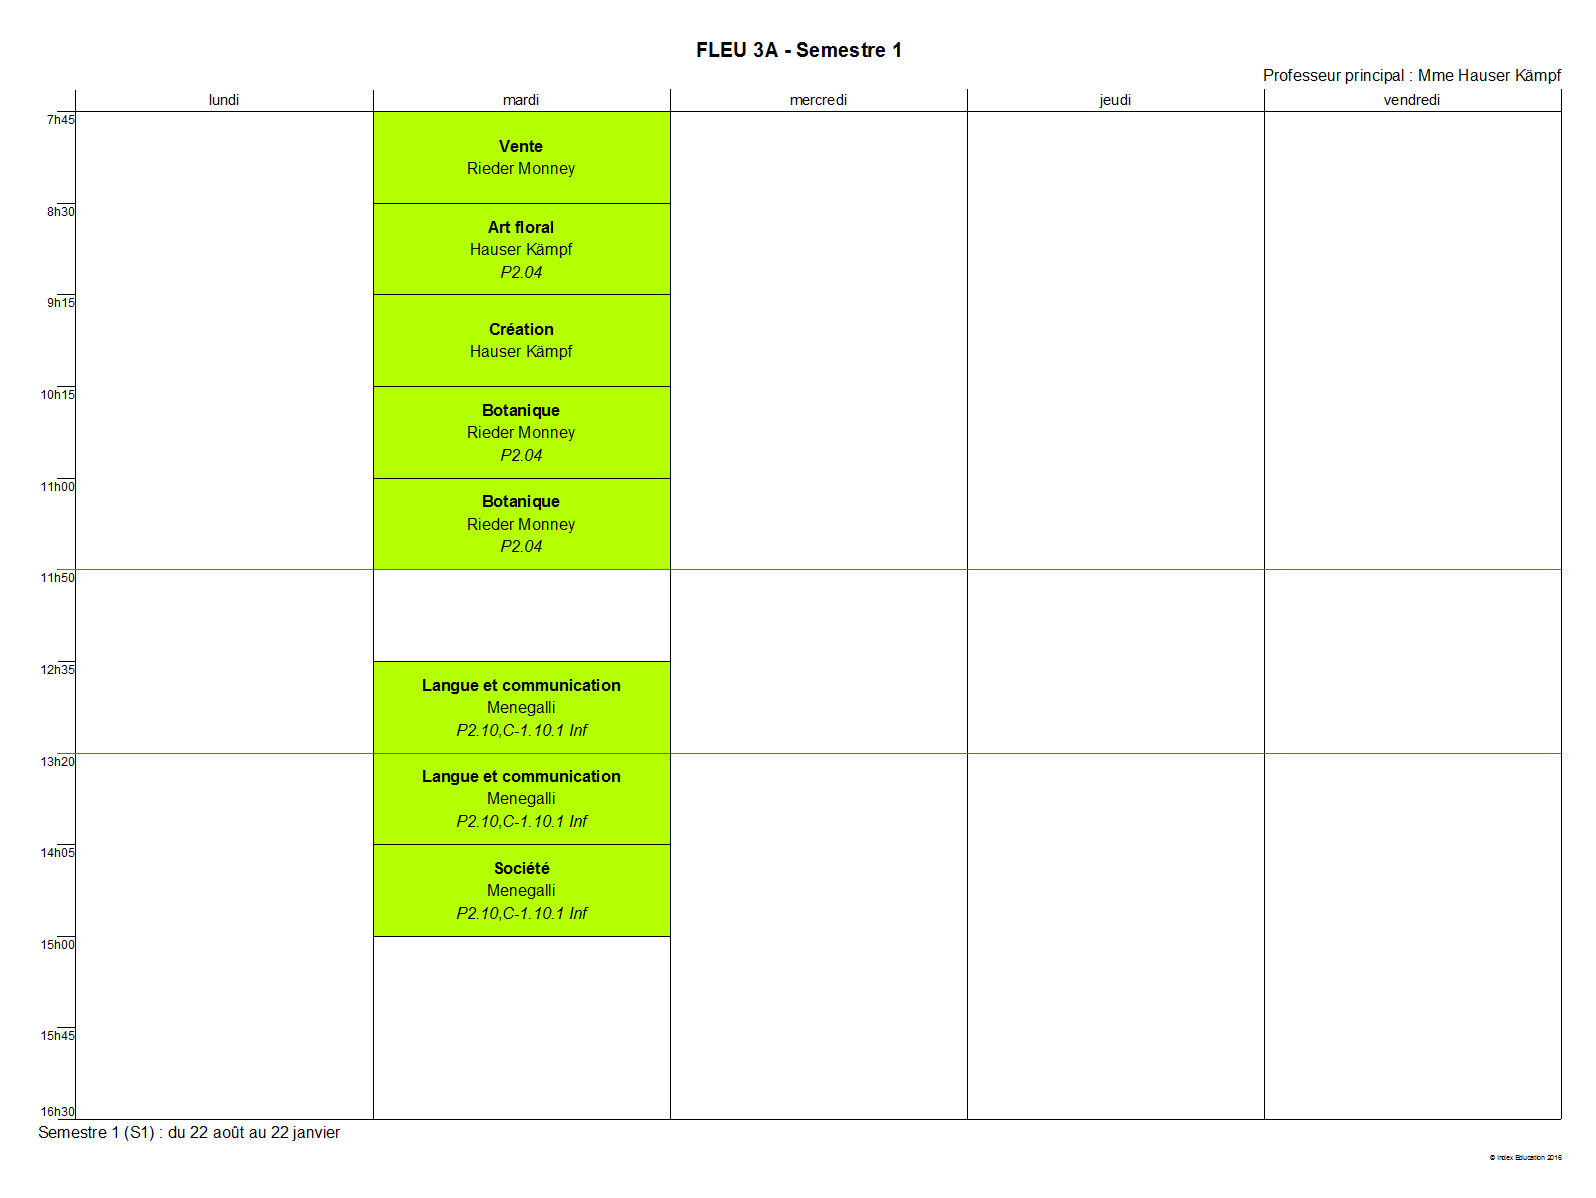 FLEU 3A - Semestre 1
Professeur principal : Mme Hauser Kämpf
lundi
mardi
mercredi
jeudi
vendredi
7h45
Vente
Rieder Monney
8h30
Art floral
Hauser Kämpf
P2.04
9h15
Création
Hauser Kämpf
10h15
Botanique
Rieder Monney
P2.04
11h00
Botanique
Rieder Monney
P2.04
11h50
12h35
Langue et communication
Menegalli
P2.10,C-1.10.1 Inf
13h20
Langue et communication
Menegalli
P2.10,C-1.10.1 Inf
14h05
Société
Menegalli
P2.10,C-1.10.1 Inf
15h00
15h45
16h30
Semestre 1 (S1) : du 22 août au 22 janvier
© Index Education 2016